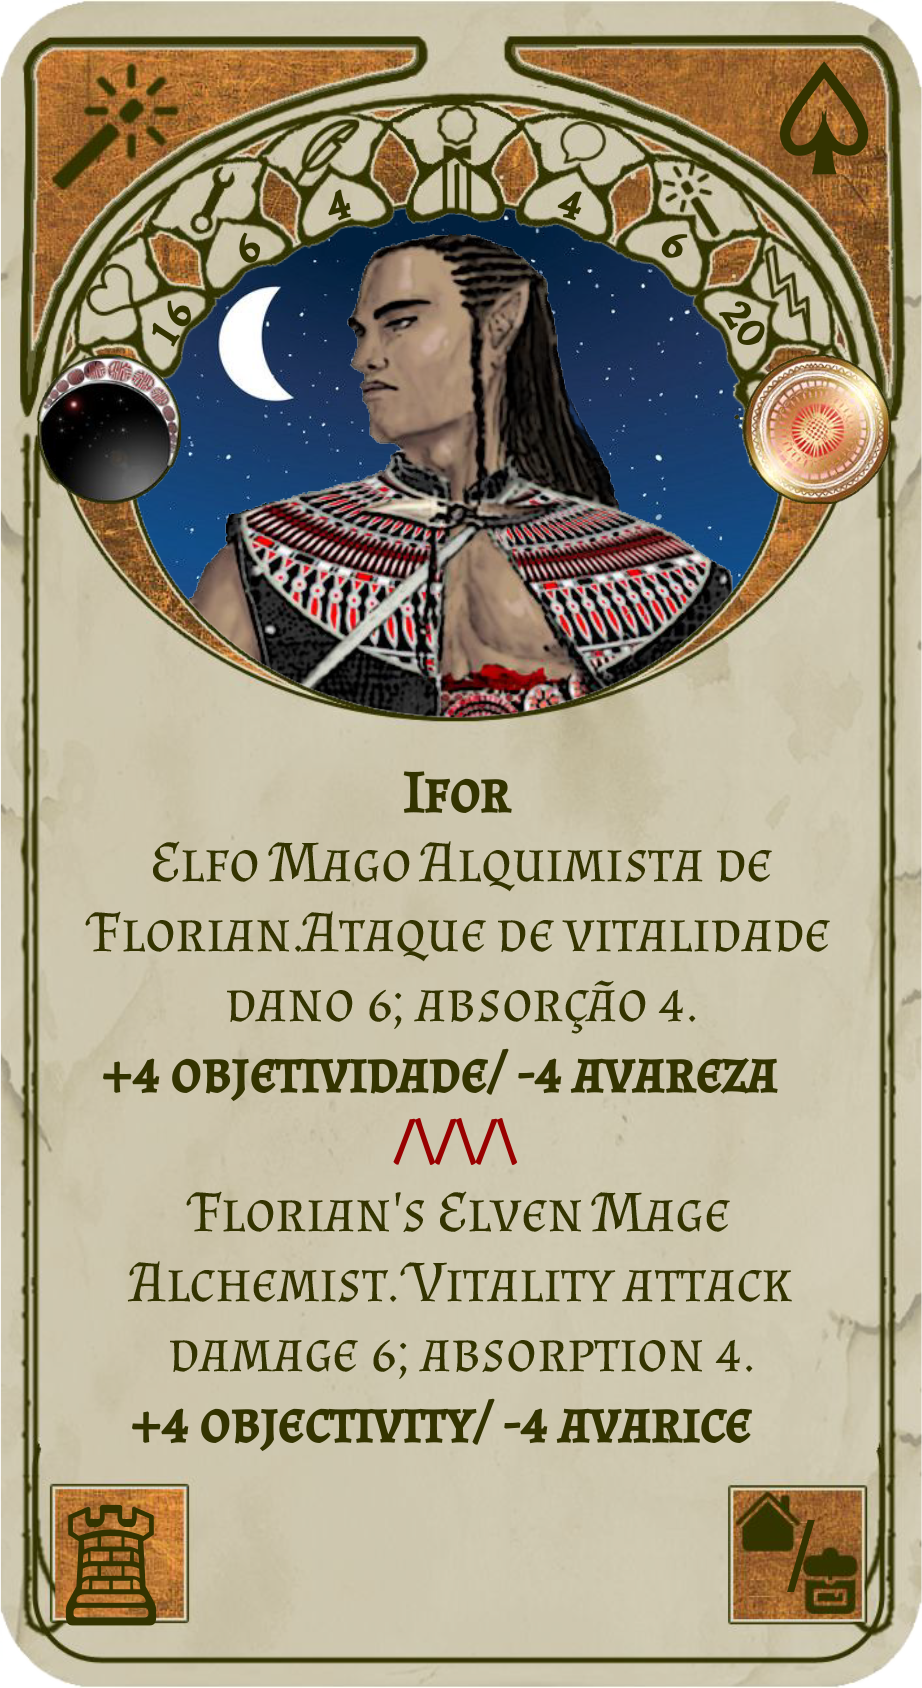 4
4
6
6
16
20
Ifor
Elfo Mago Alquimista de
Florian.Ataque de vitalidade
dano 6; absorção 4.
+4 objetividade/ -4 avareza
Florian's Elven Mage
Alchemist. Vitality attack
damage 6; absorption 4.
+4 objectivity/ -4 avarice